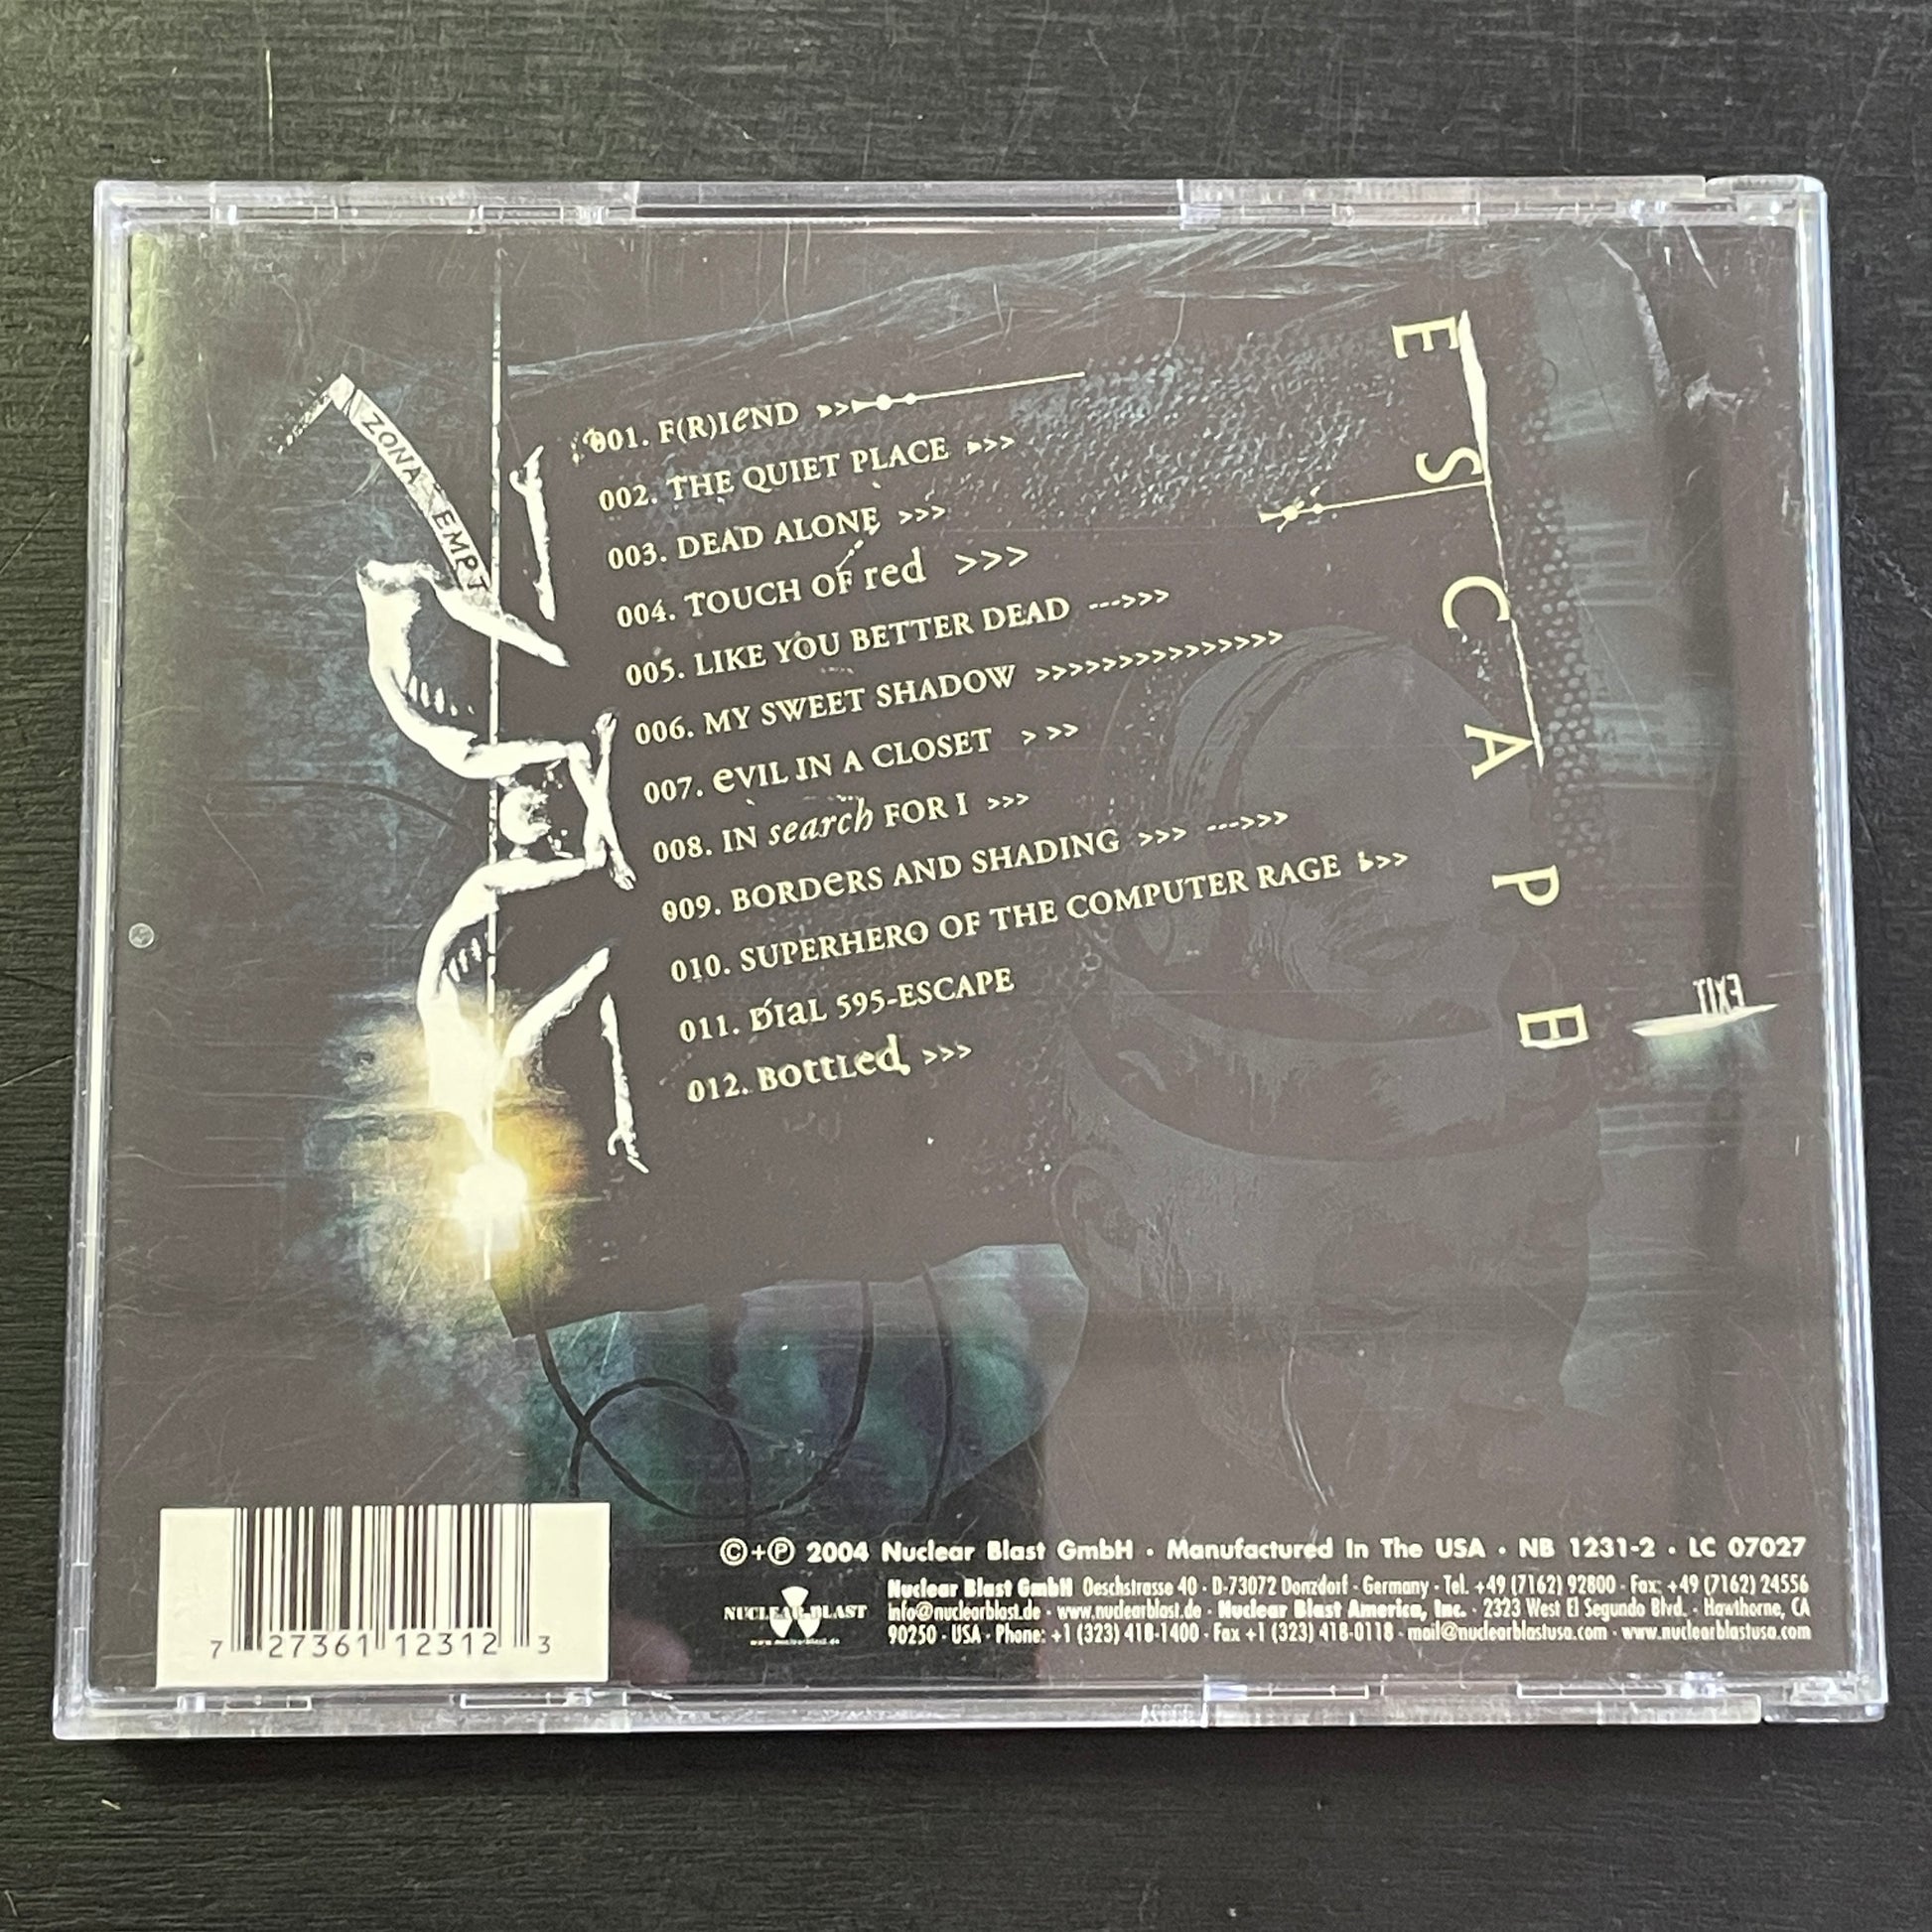 ZONA EMPT
001. F(R)IeND >>>
002. THE QUIET PLACE >>>
003. DEAD ALONE >>>
004. TOUCH OF red >>>
005. LIKE YOU BETTER DEAD --->>>
006. MY SWEET SHADOW >>>>>>>>>>>>>>>
007. eVIL IN A CLOSET > >>
008. IN search FOR I >>>
009. BORDeRS AND SHADING >>> --->>>
010. SUPERHERO OF THE COMPUTER RAGE >>>
011. DIaL 595-ESCAPE
012. BOttLed >>>
ESCAPE
EXIT
©+℗ 2004 Nuclear Blast GmbH · Manufactured In The USA · NB 1231-2 · LC 07027
NUCLEAR BLAST
www.nuclearblast.de
Nuclear Blast GmbH Oeschstrasse 40 · D-73072 Donzdorf · Germany · Tel. +49 (7162) 92800 · Fax: +49 (7162) 24556
info@nuclearblast.de · www.nuclearblast.de · Nuclear Blast America, Inc. · 2323 West El Segundo Blvd. · Hawthorne, CA
90250 · USA · Phone: +1 (323) 418-1400 · Fax +1 (323) 418-0118 · mail@nuclearblastusa.com · www.nuclearblastusa.com
7 27361 12312 3